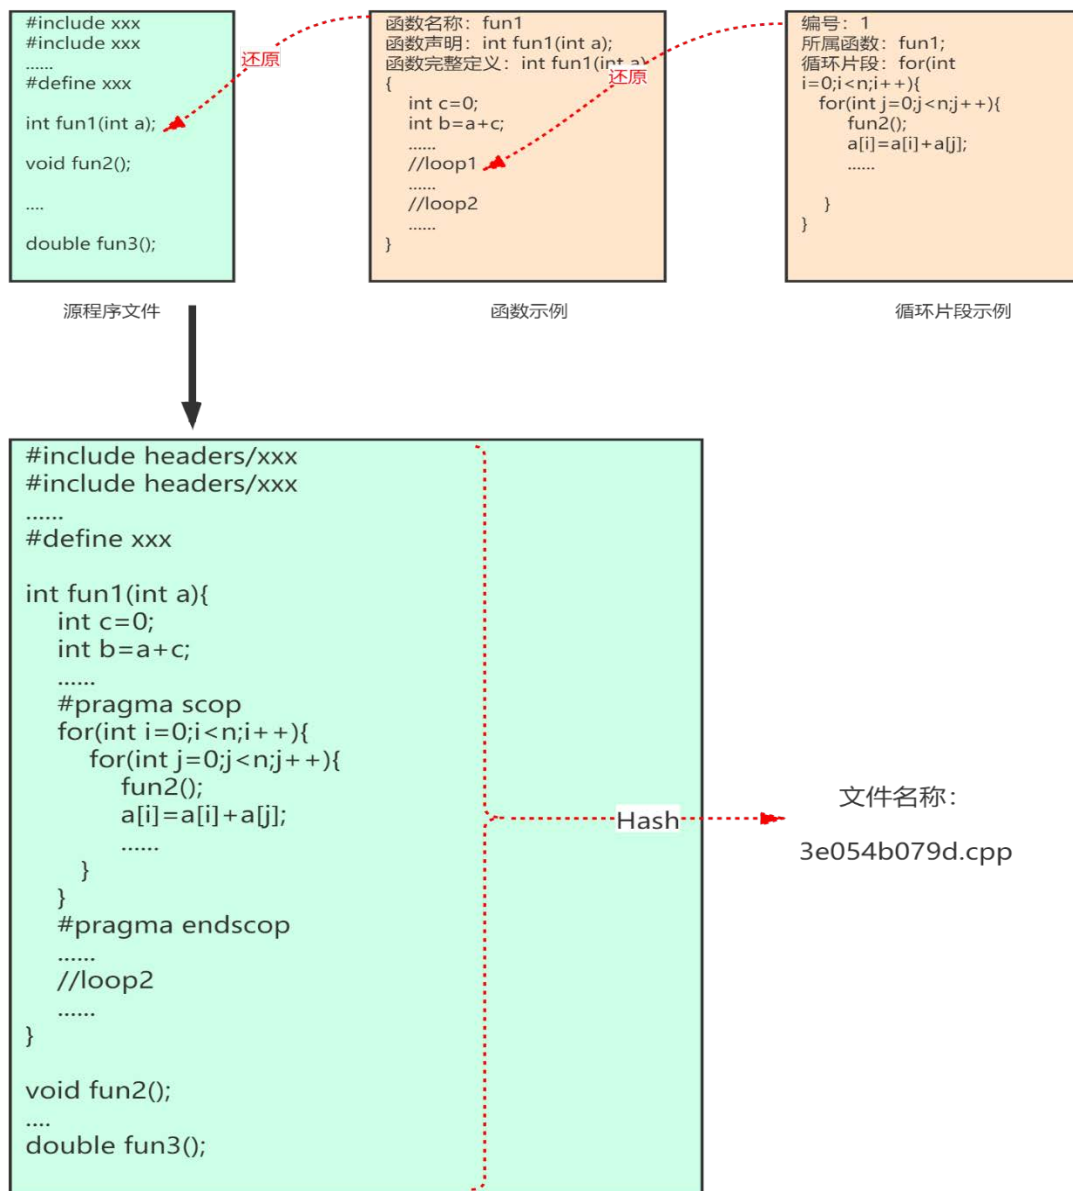 #include xxx
#include xxx
......
#define xxx
int fun1(int a);
void fun2();
....
double fun3();
源程序文件
还原
函数名称：fun1
函数声明：int fun1(int a);
函数完整定义：int fun1(int a)
{
int c=0;
int b=a+c;
......
//loop1
......
//loop2
......
}
函数示例
还原
编号：1
所属函数：fun1;
循环片段：for(int
i=0;i<n;i++){
for(int j=0;j<n;j++){
fun2();
a[i]=a[i]+a[j];
......
}
}
循环片段示例
#include headers/xxx
#include headers/xxx
......
#define xxx
int fun1(int a){
int c=0;
int b=a+c;
......
#pragma scop
for(int i=0;i<n;i++){
for(int j=0;j<n;j++){
fun2();
a[i]=a[i]+a[j];
......
}
}
#pragma endscop
......
//loop2
......
}
void fun2();
....
double fun3();
Hash
文件名称：
3e054b079d.cpp